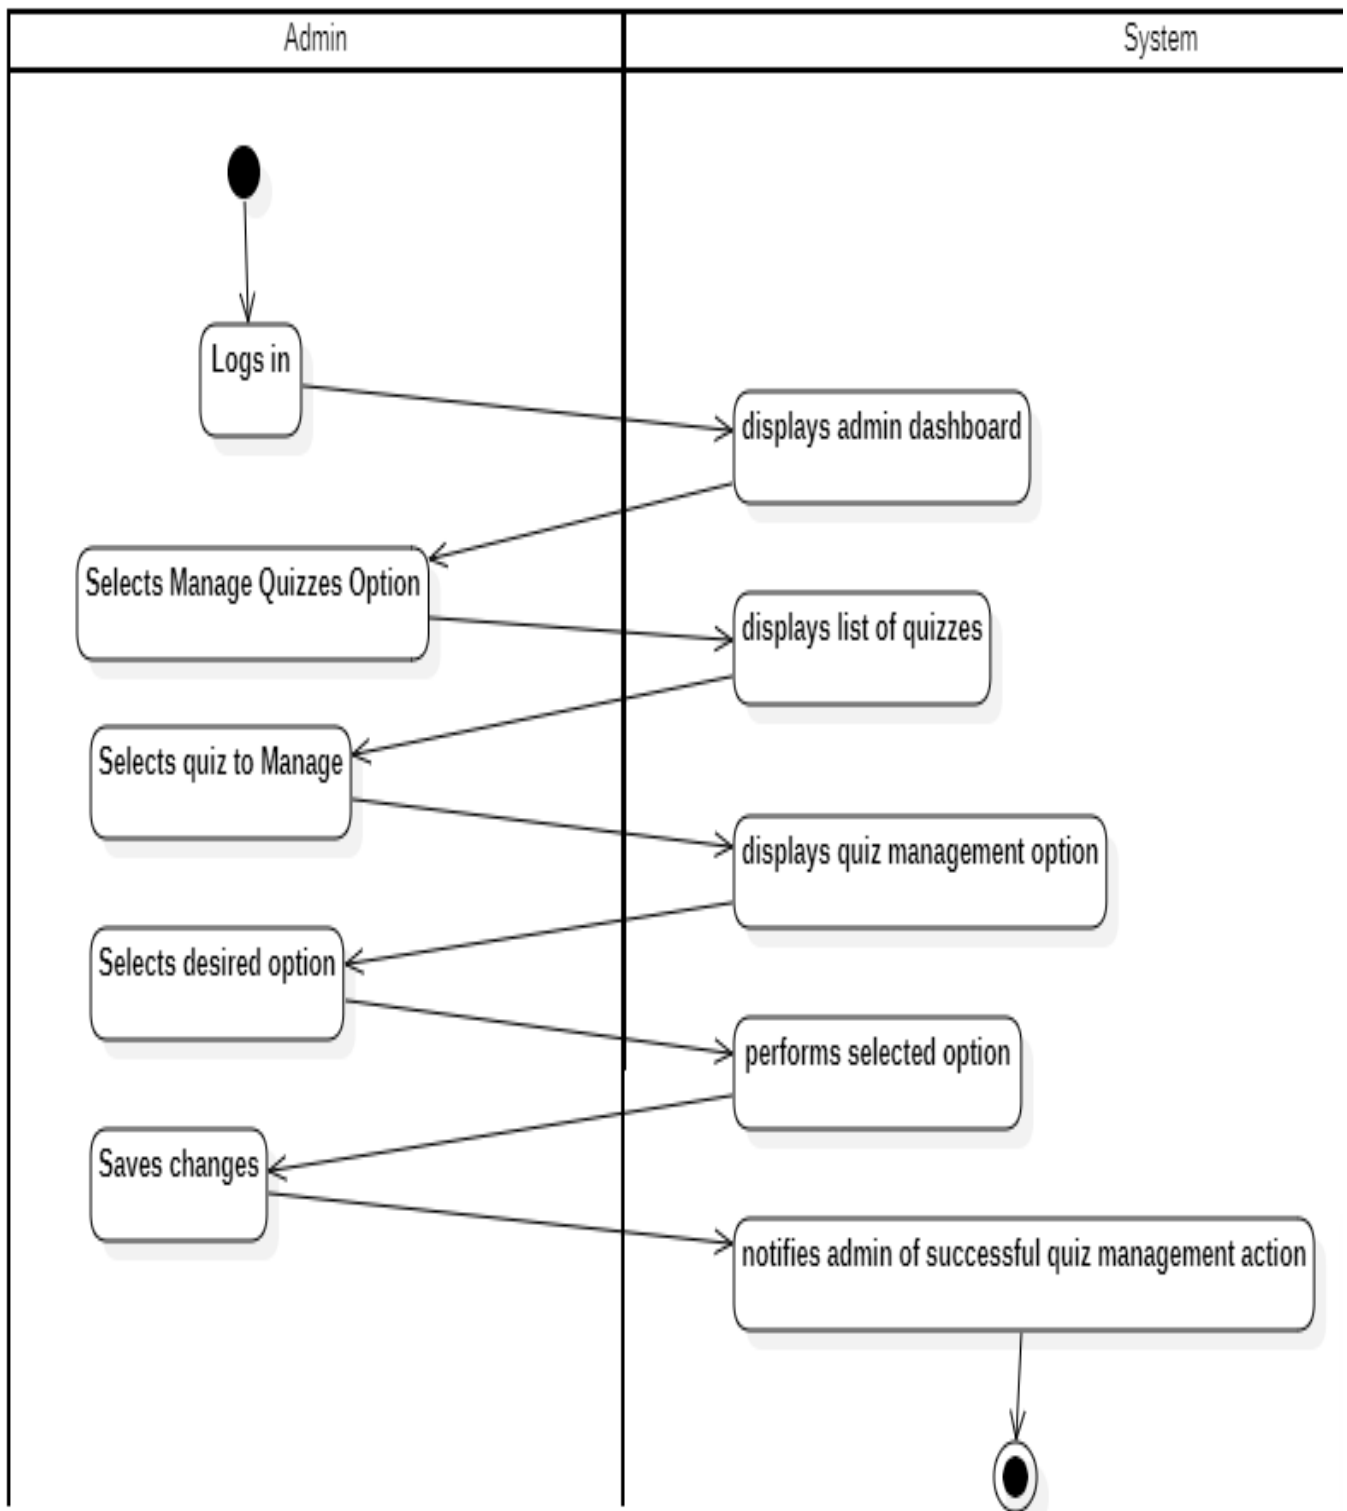 Admin
System
Logs in
displays admin dashboard
Selects Manage Quizzes Option
displays list of quizzes
Selects quiz to Manage
displays quiz management option
Selects desired option
performs selected option
Saves changes
notifies admin of successful quiz management action